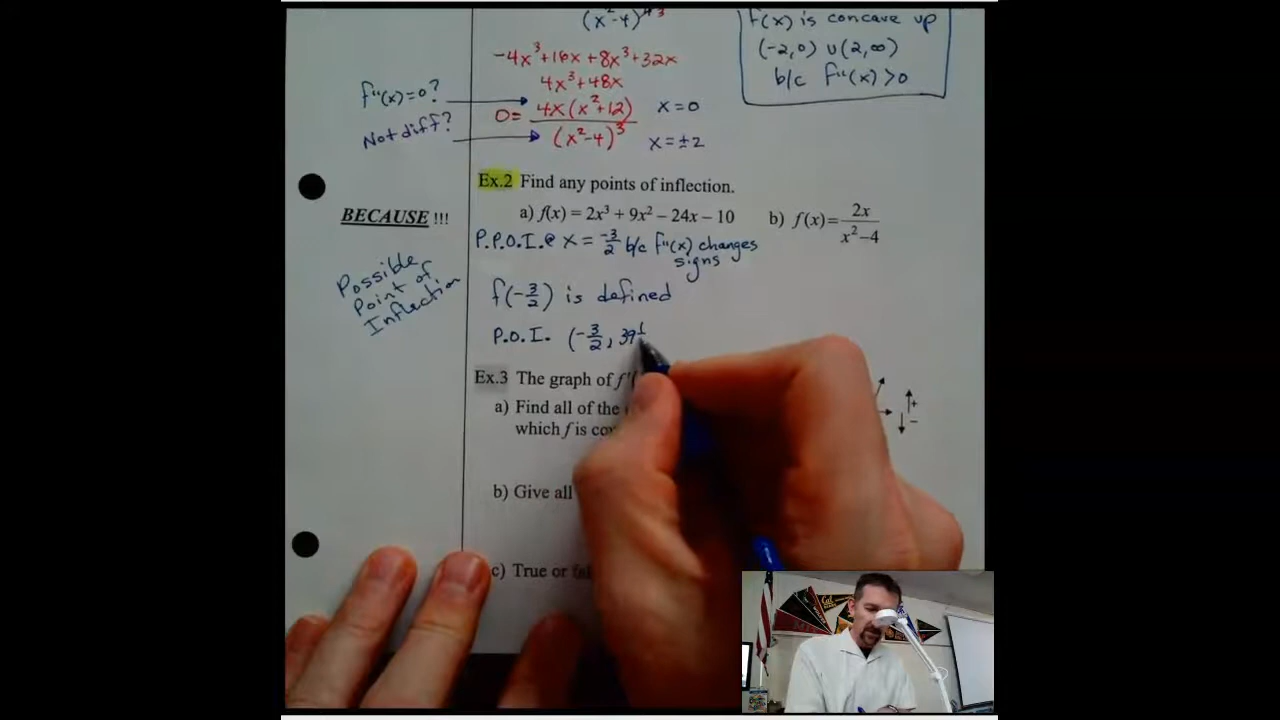 (x²-4)⁴ ³
f(x) is concave up
(-2,0) ∪ (2,∞)
b/c f"(x) > 0
-4x³+16x+8x³+32x
4x³+48x
f"(x)=0?
0= 4x(x²+12) x=0
Not diff?
(x²-4)³ x=±2
Ex.2 Find any points of inflection.
a) f(x) = 2x³ + 9x² – 24x – 10
b) f(x)= 2x / x² – 4
BECAUSE !!!
P.P.O.I.@ x = -3/2 b/c f"(x) changes
signs
Possible
Point of
Inflection
f(-3/2) is defined
P.O.I. (-3/2, 39
Ex.3 The graph of f'(
a) Find all of the
which f is
b) Give all
c) True or
+
-